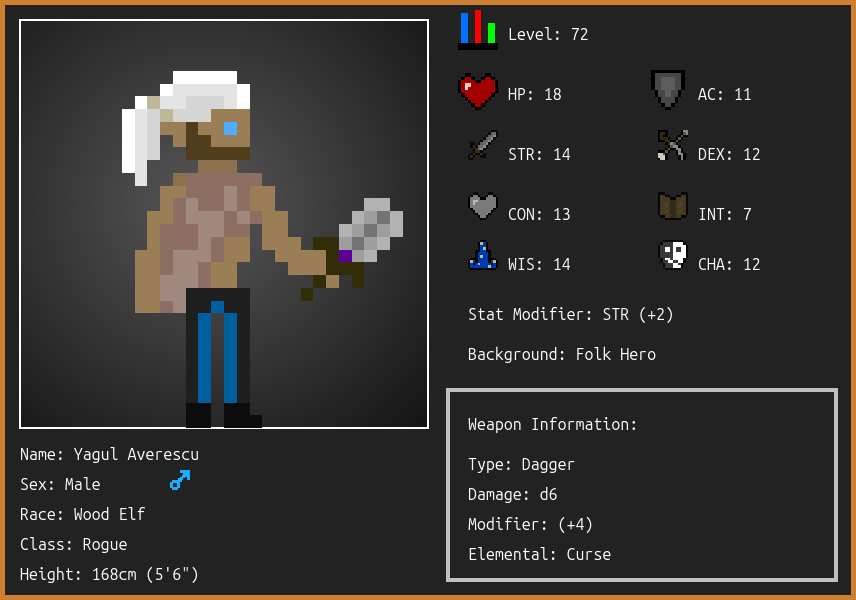 Level: 72
HP: 18
AC: 11
STR: 14
DEX: 12
CON: 13
INT: 7
WIS: 14
CHA: 12
Stat Modifier: STR (+2)
Background: Folk Hero
Weapon Information:
Type: Dagger
Damage: d6
Modifier: (+4)
Elemental: Curse
Name: Yagul Averescu
Sex: Male
Race: Wood Elf
Class: Rogue
Height: 168cm (5'6")